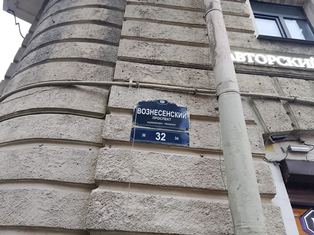 АВТОРСКИЙ
ВОЗНЕСЕНСКИЙ
ПРОСПЕКТ
32